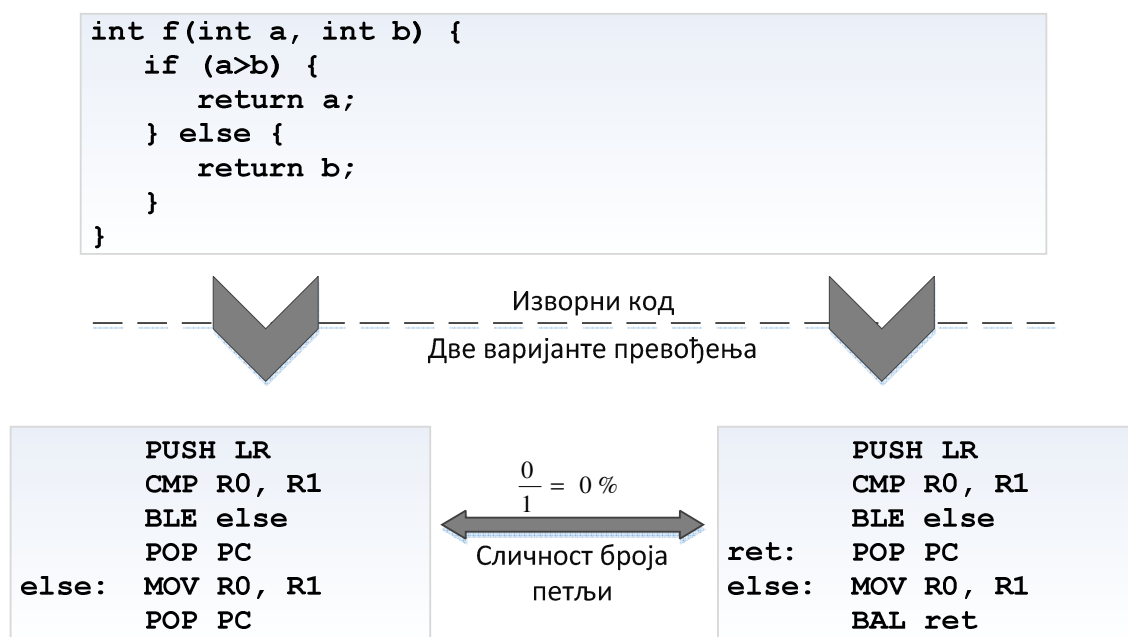 int f(int a, int b) {
if (a>b) {
return a;
} else {
return b;
}
}
Изворни код
Две варијанте превођења
PUSH LR
CMP R0, R1
BLE else
POP PC
else: MOV R0, R1
POP PC
0
1
= 0 %
Сличност броја
петљи
PUSH LR
CMP R0, R1
BLE else
ret: POP PC
else: MOV R0, R1
BAL ret